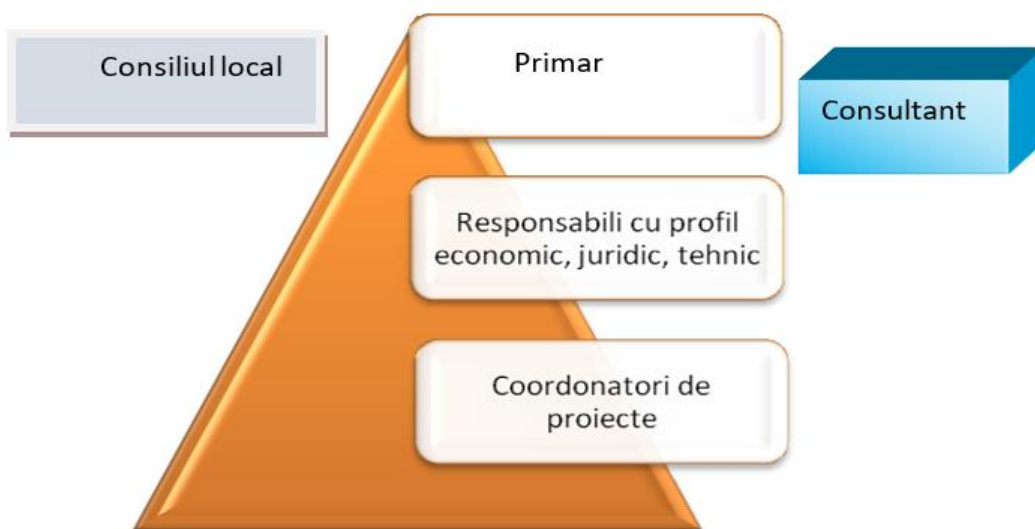 Consiliul local
Primar
Consultant
Responsabili cu profil
economic, juridic, tehnic
Coordonatori de
proiecte